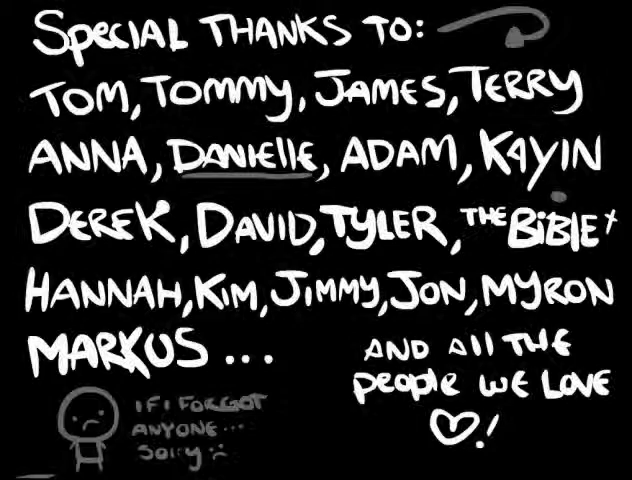 SPECIAL THANKS TO:
TOM, TOMMY, JAMES, TERRY
ANNA, DANIELLE, ADAM, KAYIN
DEREK, DAVID, TYLER, THE BIBLE
HANNAH, KIM, JIMMY, JON, MYRON
MARKUS...
AND ALL THE
PEOPLE WE LOVE
♡!
IF I FORGOT
ANYONE...
SORRY :(